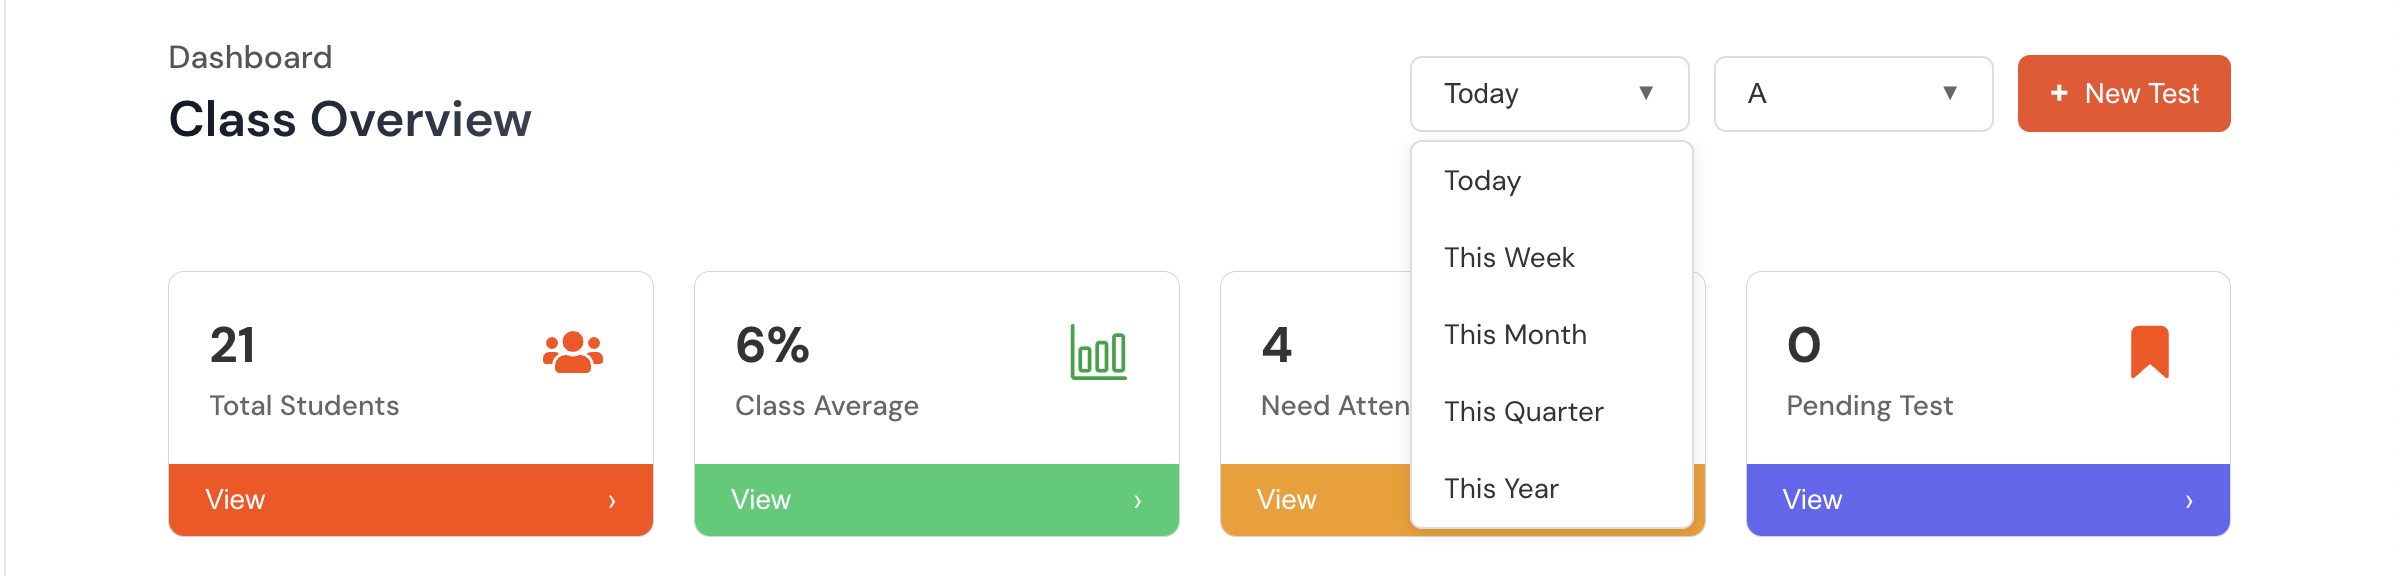 Dashboard
Class Overview
Today
A
+ New Test
Today
This Week
This Month
This Quarter
This Year
21
Total Students
View
6%
Class Average
View
4
Need Atten
View
0
Pending Test
View